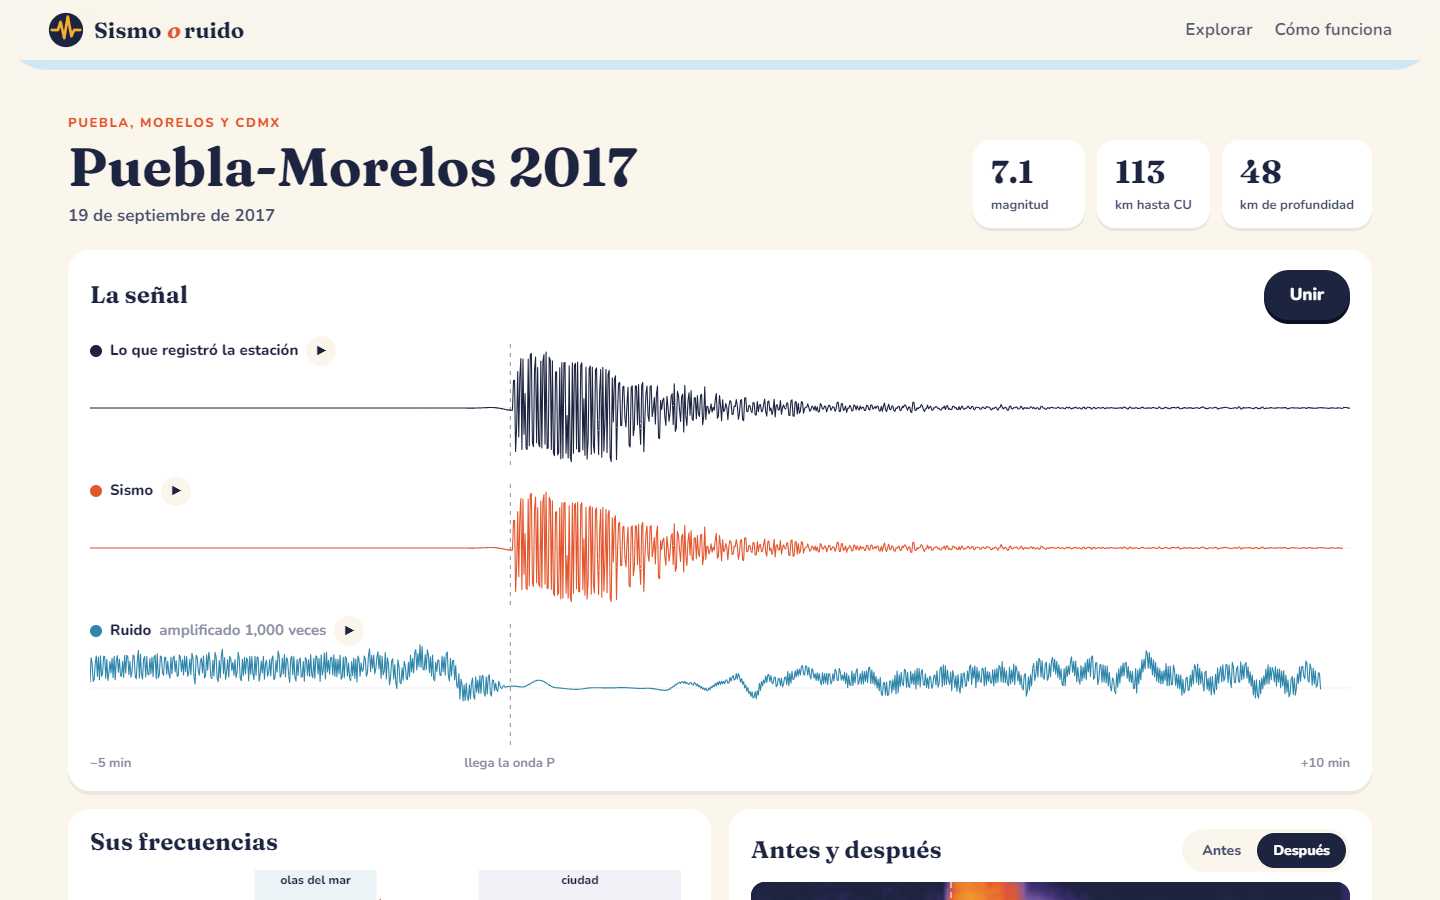 Sismo o ruido
Explorar
Cómo funciona
PUEBLA, MORELOS Y CDMX
Puebla-Morelos 2017
19 de septiembre de 2017
7.1
magnitud
113
km hasta CU
48
km de profundidad
La señal
Unir
Lo que registró la estación
Sismo
Ruido amplificado 1,000 veces
−5 min
llega la onda P
+10 min
Sus frecuencias
olas del mar
ciudad
Antes y después
Antes
Después